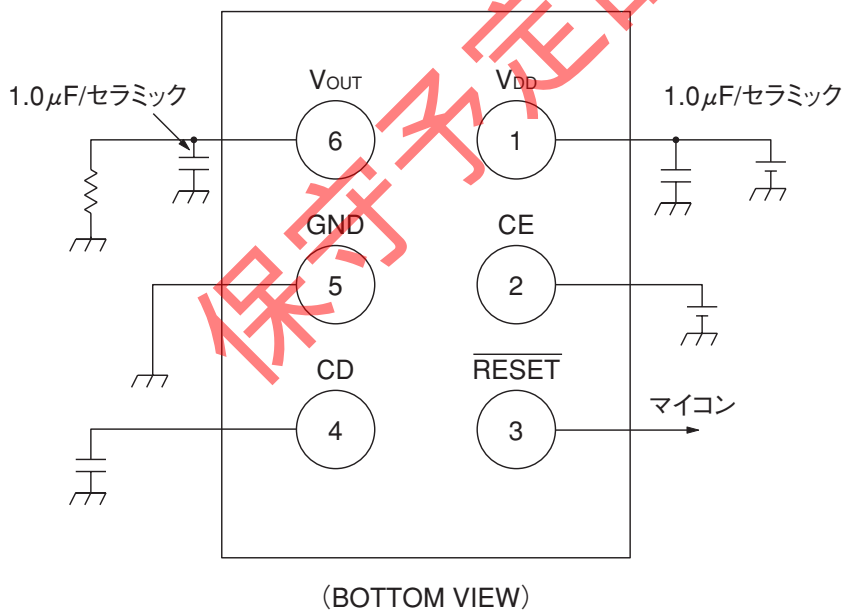 保守予定
VOUT
VDD
1.0μF/セラミック
1.0μF/セラミック
6
1
GND
CE
5
2
CD
RESET
マイコン
4
3
(BOTTOM VIEW)